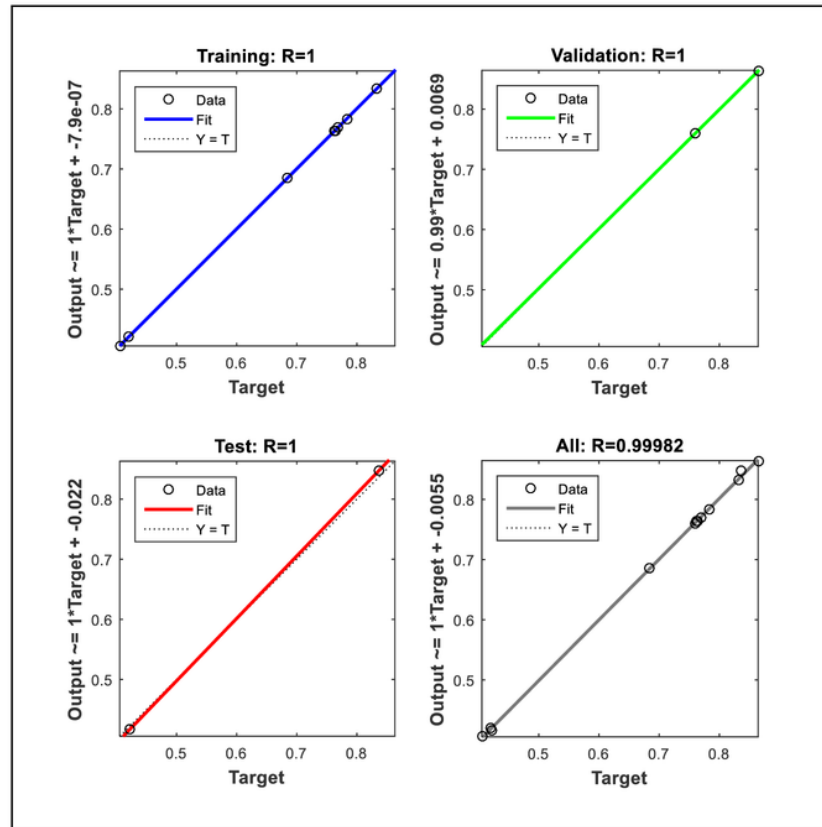 Training: R=1
Output ~= 1*Target + -7.9e-07
Data
Fit
Y = T
0.8
0.7
0.6
0.5
0.5 0.6 0.7 0.8
Target
Validation: R=1
Output ~= 0.99*Target + 0.0069
Data
Fit
Y = T
0.8
0.7
0.6
0.5
0.5 0.6 0.7 0.8
Target
Test: R=1
Output ~= 1*Target + -0.022
Data
Fit
Y = T
0.8
0.7
0.6
0.5
0.5 0.6 0.7 0.8
Target
All: R=0.99982
Output ~= 1*Target + -0.0055
Data
Fit
Y = T
0.8
0.7
0.6
0.5
0.5 0.6 0.7 0.8
Target